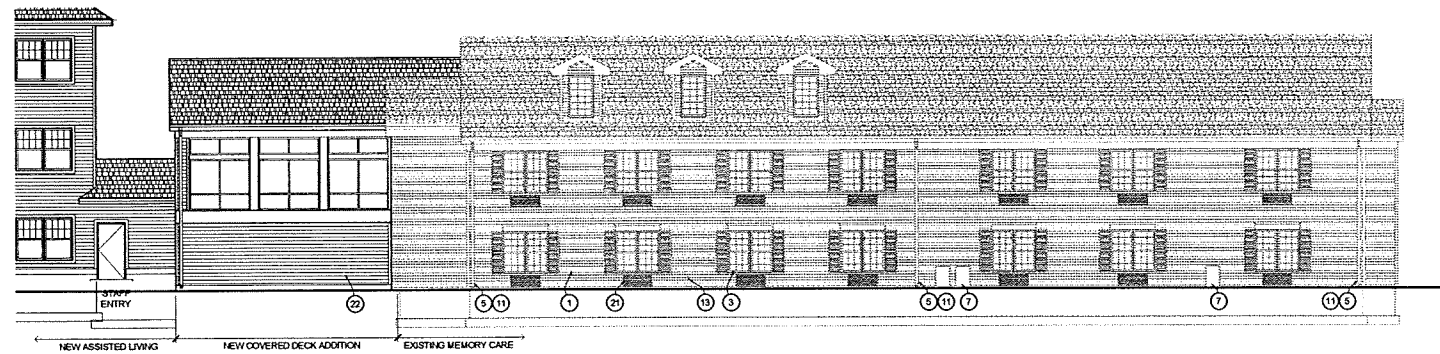 STAFF
ENTRY
22
5 11
1
21
13
3
5 11 7
7
11 5
NEW ASSISTED LIVING
NEW COVERED DECK ADDITION
EXISTING MEMORY CARE